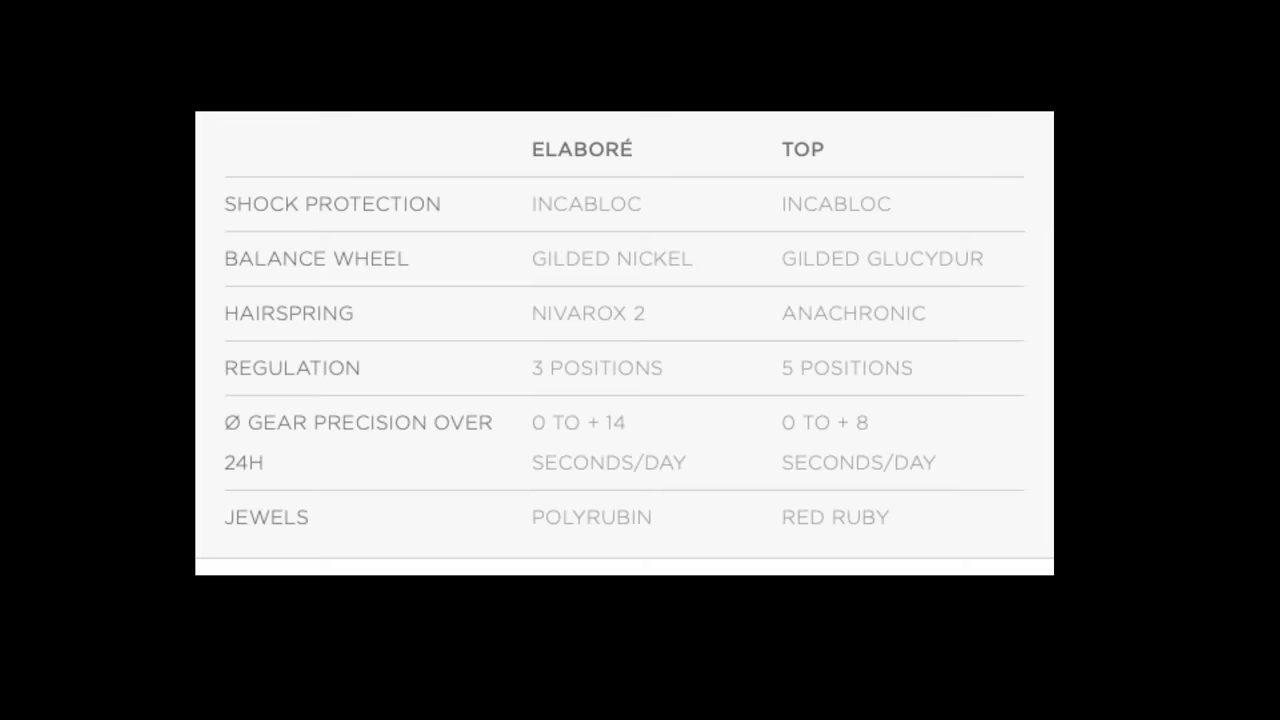 ELABORÉ TOP
SHOCK PROTECTION INCABLOC INCABLOC
BALANCE WHEEL GILDED NICKEL GILDED GLUCYDUR
HAIRSPRING NIVAROX 2 ANACHRONIC
REGULATION 3 POSITIONS 5 POSITIONS
Ø GEAR PRECISION OVER 0 TO + 14 0 TO + 8
24H SECONDS/DAY SECONDS/DAY
JEWELS POLYRUBIN RED RUBY